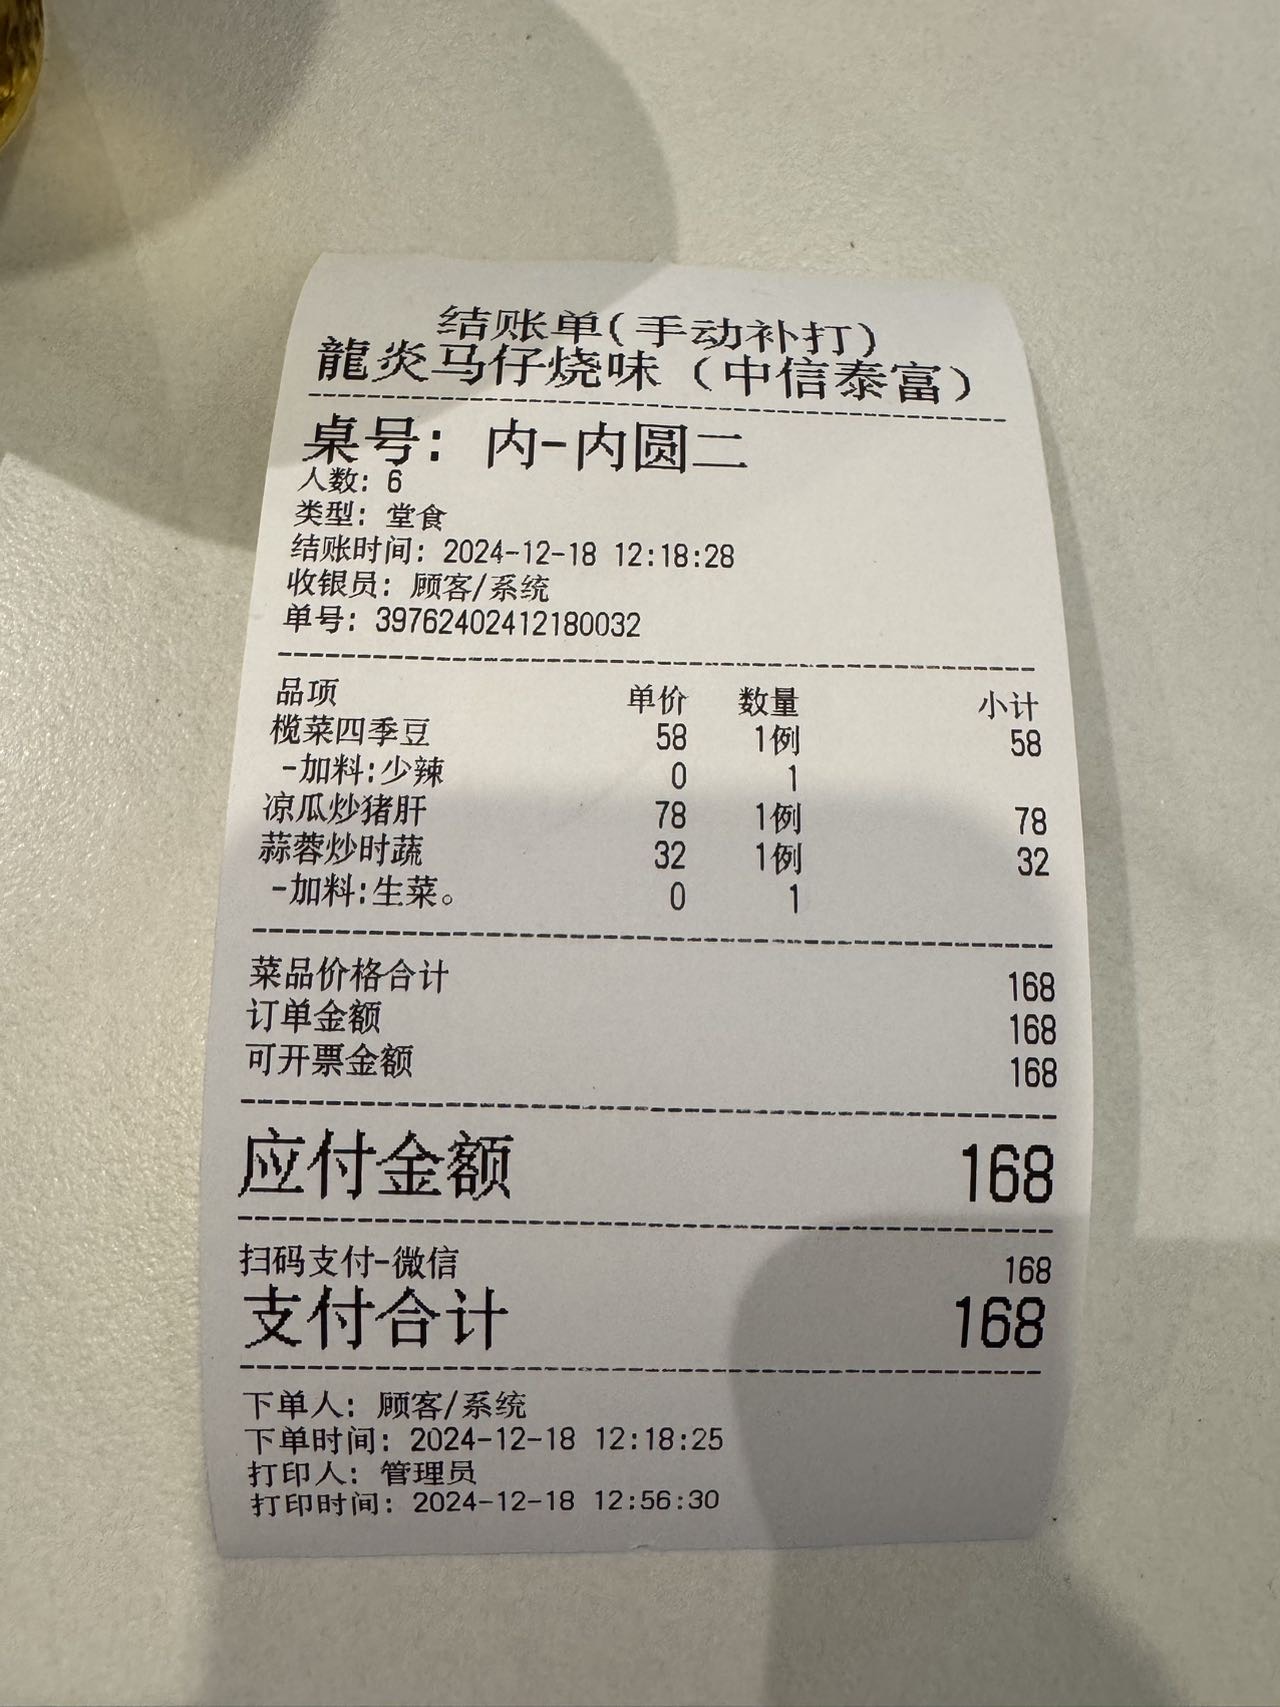 结账单(手动补打)
龍炎马仔烧味（中信泰富）
桌号: 内-内圆二
人数: 6
类型: 堂食
结账时间: 2024-12-18 12:18:28
收银员: 顾客/系统
单号: 39762402412180032
品项 单价 数量 小计
榄菜四季豆 58 1例 58
-加料:少辣 0 1
凉瓜炒猪肝 78 1例 78
蒜蓉炒时蔬 32 1例 32
-加料:生菜。 0 1
菜品价格合计 168
订单金额 168
可开票金额 168
应付金额 168
扫码支付-微信 168
支付合计 168
下单人: 顾客/系统
下单时间: 2024-12-18 12:18:25
打印人: 管理员
打印时间: 2024-12-18 12:56:30